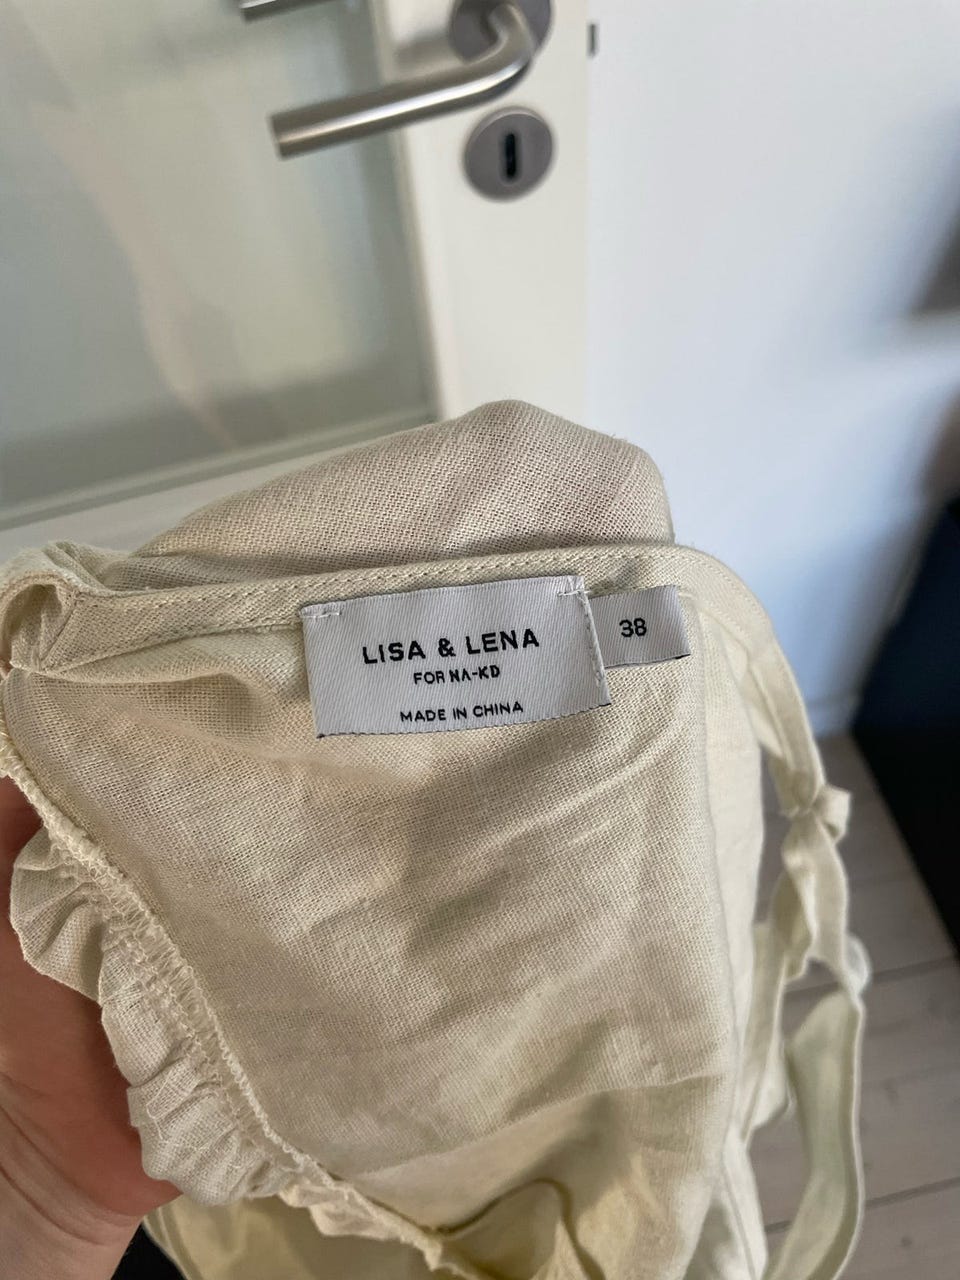 LISA & LENA
FOR NA-KD
MADE IN CHINA
38